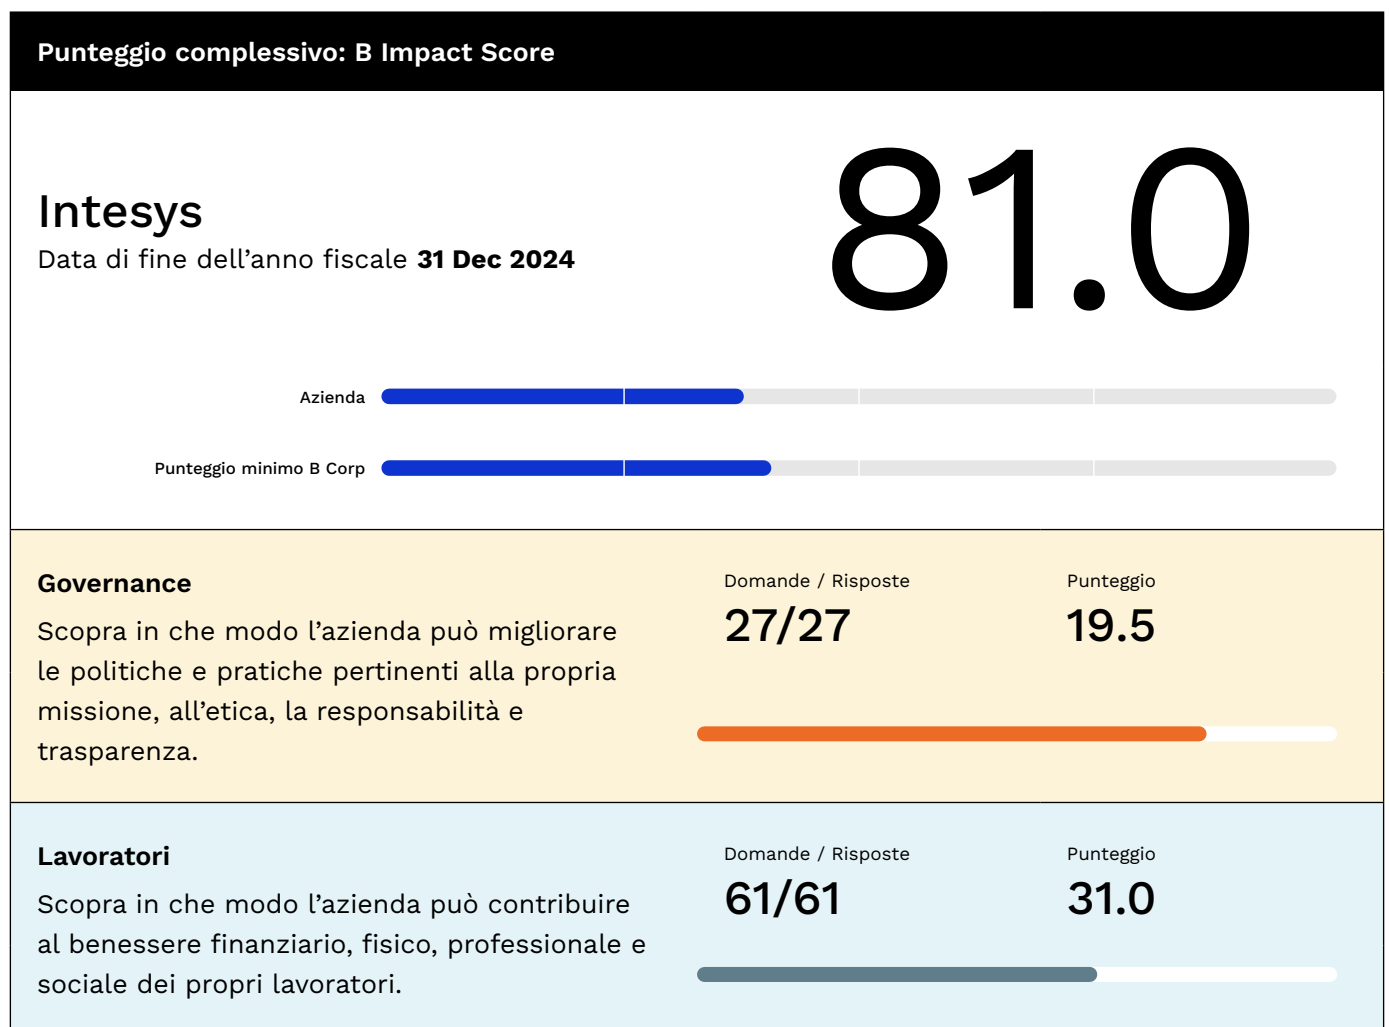 Punteggio complessivo: B Impact Score
Intesys
Data di fine dell’anno fiscale 31 Dec 2024
81.0
Azienda
Punteggio minimo B Corp
Governance
Scopra in che modo l’azienda può migliorare
le politiche e pratiche pertinenti alla propria
missione, all’etica, la responsabilità e
trasparenza.
Domande / Risposte
27/27
Punteggio
19.5
Lavoratori
Scopra in che modo l’azienda può contribuire
al benessere finanziario, fisico, professionale e
sociale dei propri lavoratori.
Domande / Risposte
61/61
Punteggio
31.0